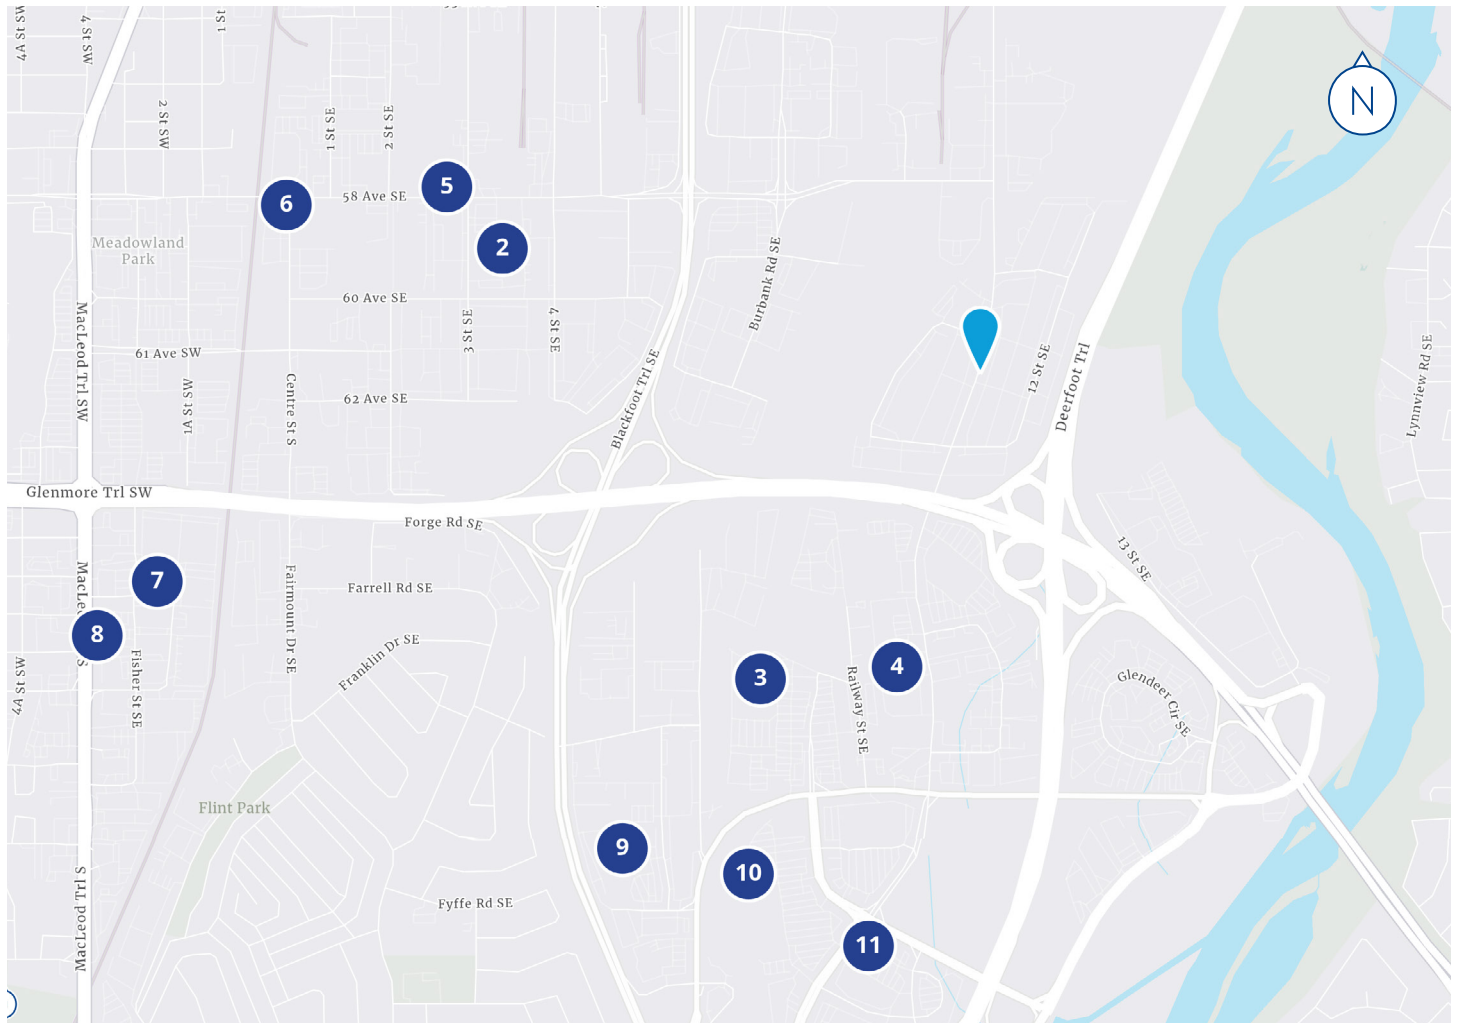 4A St SW
4 St SW
1 St
N
2 St SW
1 St SE
2 St SE
5
6
58 Ave SE
2
Meadowland
Park
Burbank Rd SE
60 Ave SE
MacLeod Trl SW
3 St SE
7 St SE
61 Ave SW
12 St SE
Deerfoot Trl
Lynnview Rd SE
1A St SW
Centre St S
62 Ave SE
Blackfoot Trl SE
Glenmore Trl SW
Forge Rd SE
13 St SE
7
MacLe
S
Fairmount Dr SE
Farrell Rd SE
8
Franklin Dr SE
4A St SW
Fisher St SE
3
4
Railway St SE
Glendeer Cir SE
Flint Park
9
10
MacLeod Trl S
Fyffe Rd SE
11